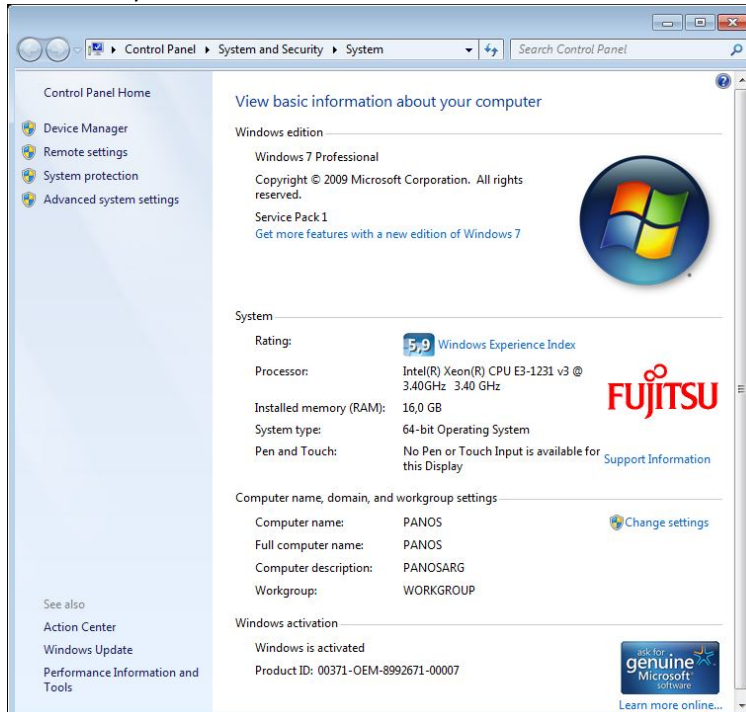 Control Panel ▸ System and Security ▸ System
Search Control Panel
Control Panel Home
Device Manager
Remote settings
System protection
Advanced system settings
See also
Action Center
Windows Update
Performance Information and
Tools
View basic information about your computer
Windows edition
Windows 7 Professional
Copyright © 2009 Microsoft Corporation. All rights
reserved.
Service Pack 1
Get more features with a new edition of Windows 7
System
Rating: 5,9 Windows Experience Index
Processor: Intel(R) Xeon(R) CPU E3-1231 v3 @
3.40GHz 3.40 GHz
Installed memory (RAM): 16,0 GB
System type: 64-bit Operating System
Pen and Touch: No Pen or Touch Input is available for
this Display
FUJITSU
Support Information
Computer name, domain, and workgroup settings
Computer name: PANOS
Change settings
Full computer name: PANOS
Computer description: PANOSARG
Workgroup: WORKGROUP
Windows activation
Windows is activated
Product ID: 00371-OEM-8992671-00007
ask for
genuine
Microsoft
software
Learn more online...